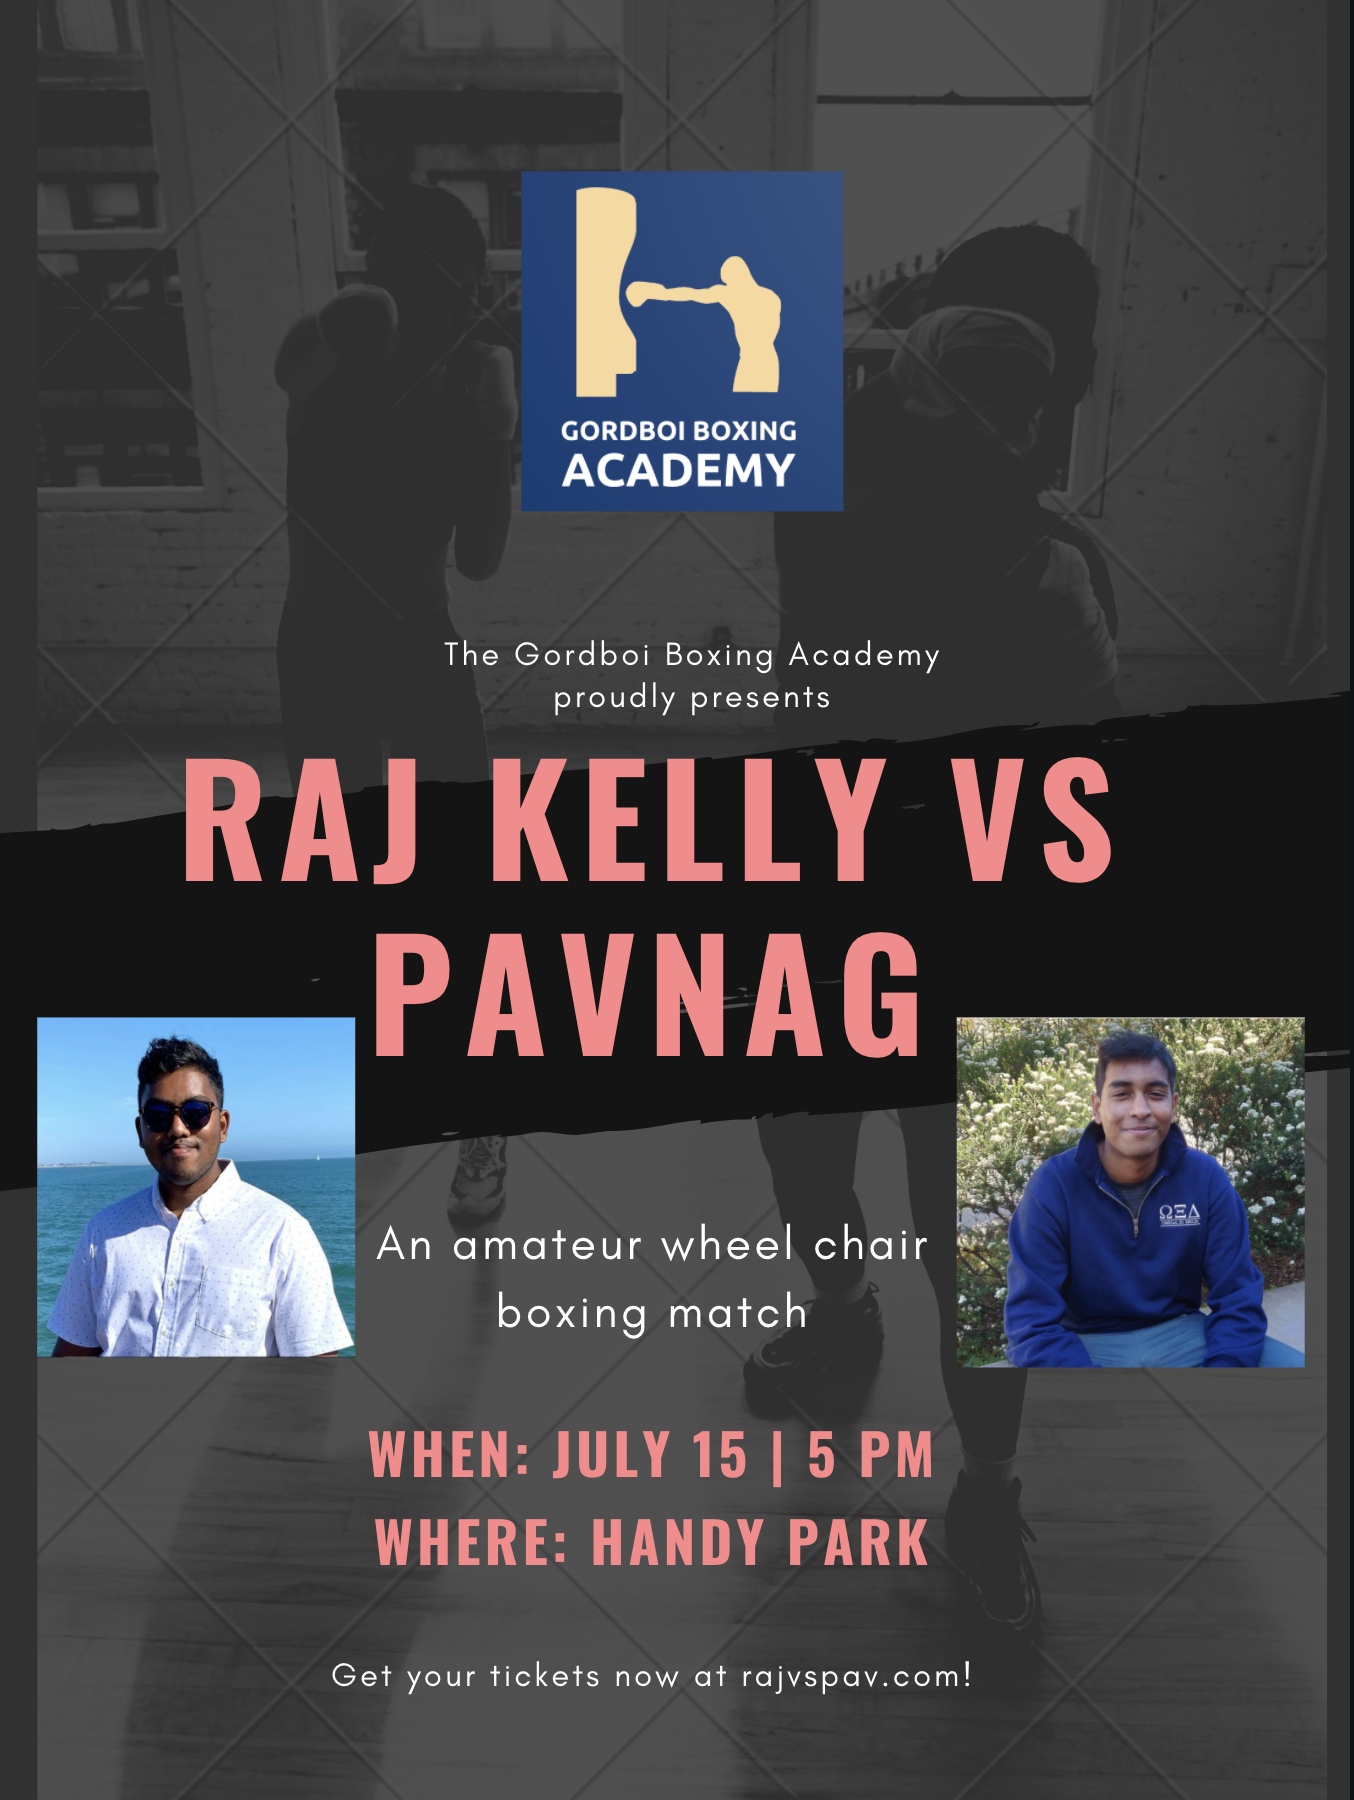 GORDBOI BOXING
ACADEMY
The Gordboi Boxing Academy
proudly presents
RAJ KELLY VS
PAVNAG
ΩΞΛ
An amateur wheel chair
boxing match
WHEN: JULY 15 | 5 PM
WHERE: HANDY PARK
Get your tickets now at rajvspav.com!